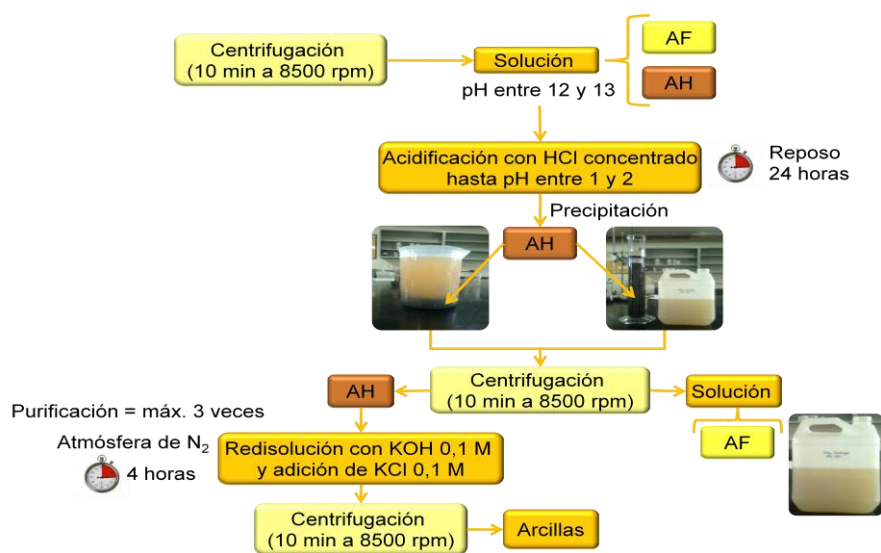 Centrifugación
(10 min a 8500 rpm)
Solución
pH entre 12 y 13
AF
AH
Acidificación con HCl concentrado
hasta pH entre 1 y 2
Reposo
24 horas
Precipitación
AH
Centrifugación
(10 min a 8500 rpm)
AH
Solución
AF
Purificación = máx. 3 veces
Atmósfera de N₂
4 horas
Redisolución con KOH 0,1 M
y adición de KCl 0,1 M
Centrifugación
(10 min a 8500 rpm)
Arcillas